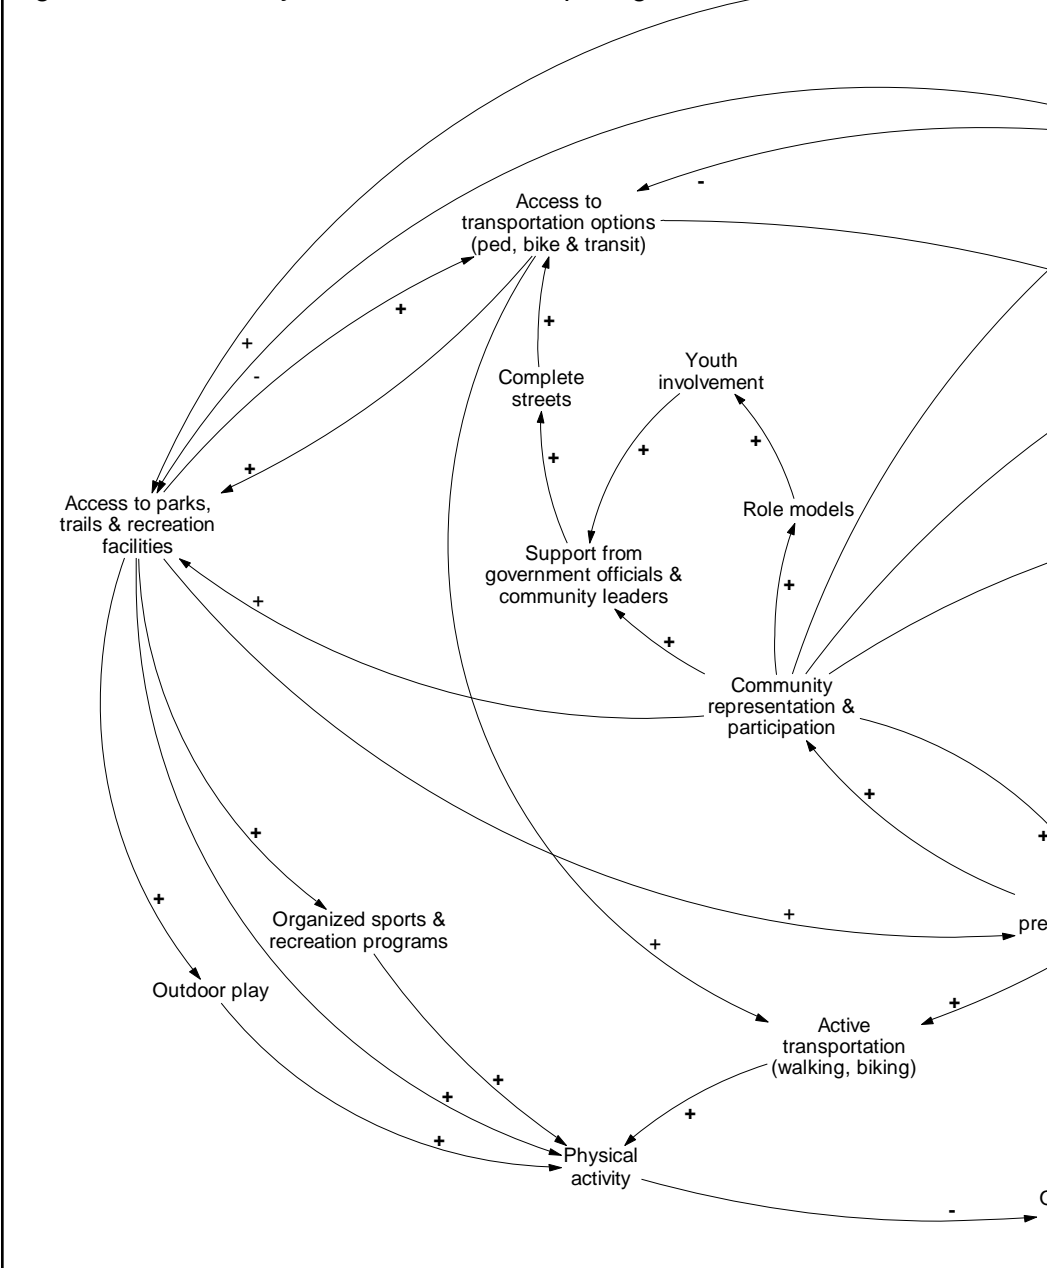 -
Access to
transportation options
(ped, bike & transit)
+
+
+
-
Complete
streets
Youth
involvement
+
+
+
+
Access to parks,
trails & recreation
facilities
Role models
Support from
government officials &
community leaders
+
+
+
Community
representation &
participation
+
+
+
+
+
Organized sports &
recreation programs
pre
+
Outdoor play
+
Active
transportation
(walking, biking)
+
+
+
+
Physical
activity
-